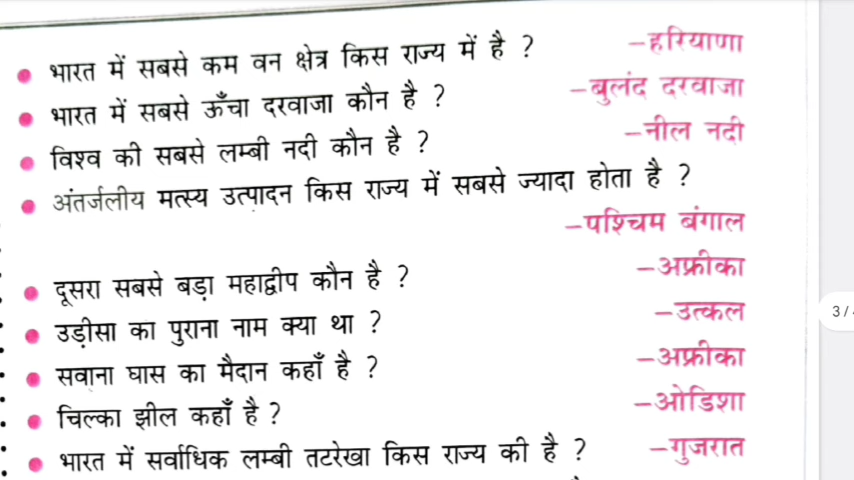 भारत में सबसे कम वन क्षेत्र किस राज्य में है ? –हरियाणा
भारत में सबसे ऊँचा दरवाजा कौन है ? –बुलंद दरवाजा
विश्व की सबसे लम्बी नदी कौन है ? –नील नदी
अंतर्जलीय मत्स्य उत्पादन किस राज्य में सबसे ज्यादा होता है ?
–पश्चिम बंगाल
दूसरा सबसे बड़ा महाद्वीप कौन है ? –अफ्रीका
उड़ीसा का पुराना नाम क्या था ? –उत्कल
सवाना घास का मैदान कहाँ है ? –अफ्रीका
चिल्का झील कहाँ है ? –ओडिशा
भारत में सर्वाधिक लम्बी तटरेखा किस राज्य की है ? –गुजरात
3/